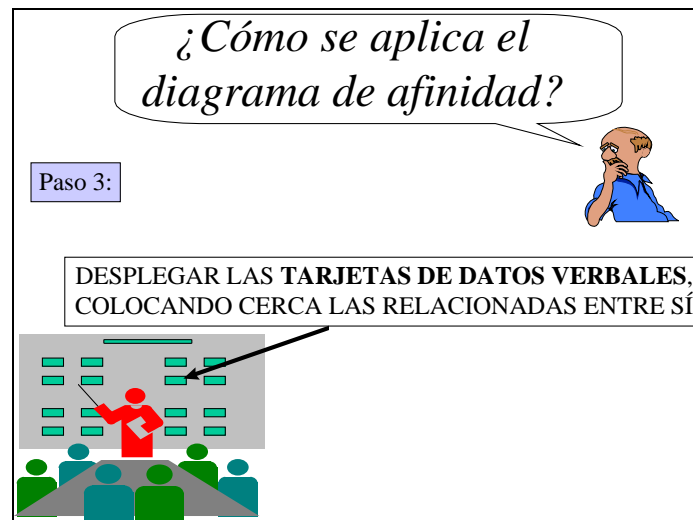 ¿Cómo se aplica el
diagrama de afinidad?
Paso 3:
DESPLEGAR LAS TARJETAS DE DATOS VERBALES,
COLOCANDO CERCA LAS RELACIONADAS ENTRE SÍ